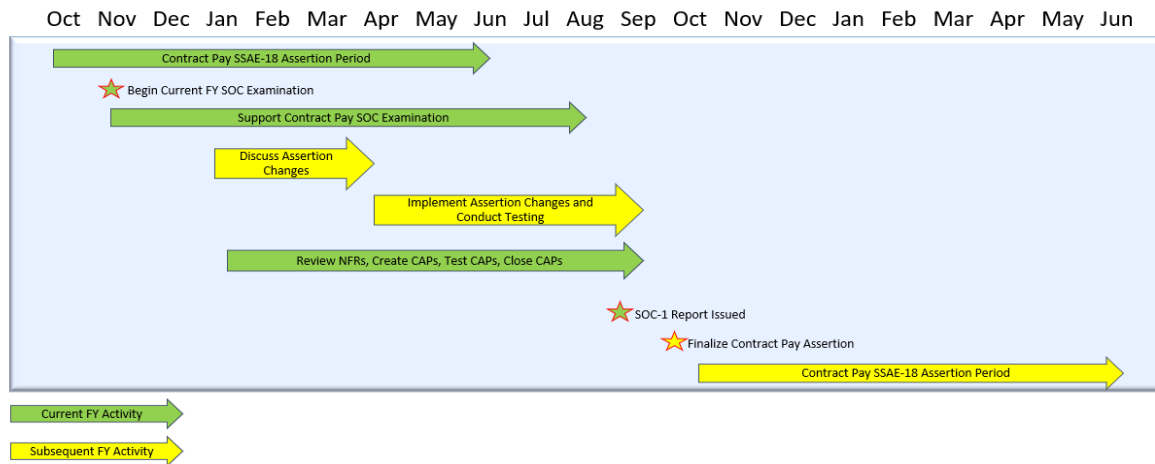 Oct Nov Dec Jan Feb Mar Apr May Jun Jul Aug Sep Oct Nov Dec Jan Feb Mar Apr May Jun
Contract Pay SSAE-18 Assertion Period
Begin Current FY SOC Examination
Support Contract Pay SOC Examination
Discuss Assertion
Changes
Implement Assertion Changes and
Conduct Testing
Review NFRs, Create CAPs, Test CAPs, Close CAPs
SOC-1 Report Issued
Finalize Contract Pay Assertion
Contract Pay SSAE-18 Assertion Period
Current FY Activity
Subsequent FY Activity